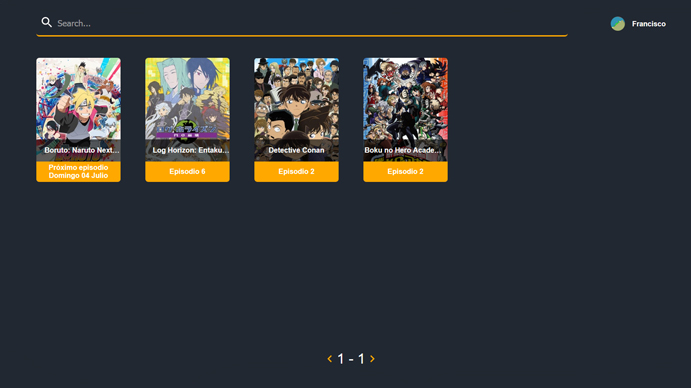 Search...
Francisco
Boruto: Naruto Next...
Próximo episodio
Domingo 04 Julio
Log Horizon: Entaku...
Episodio 6
Detective Conan
Episodio 2
Boku no Hero Acade...
Episodio 2
1 - 1